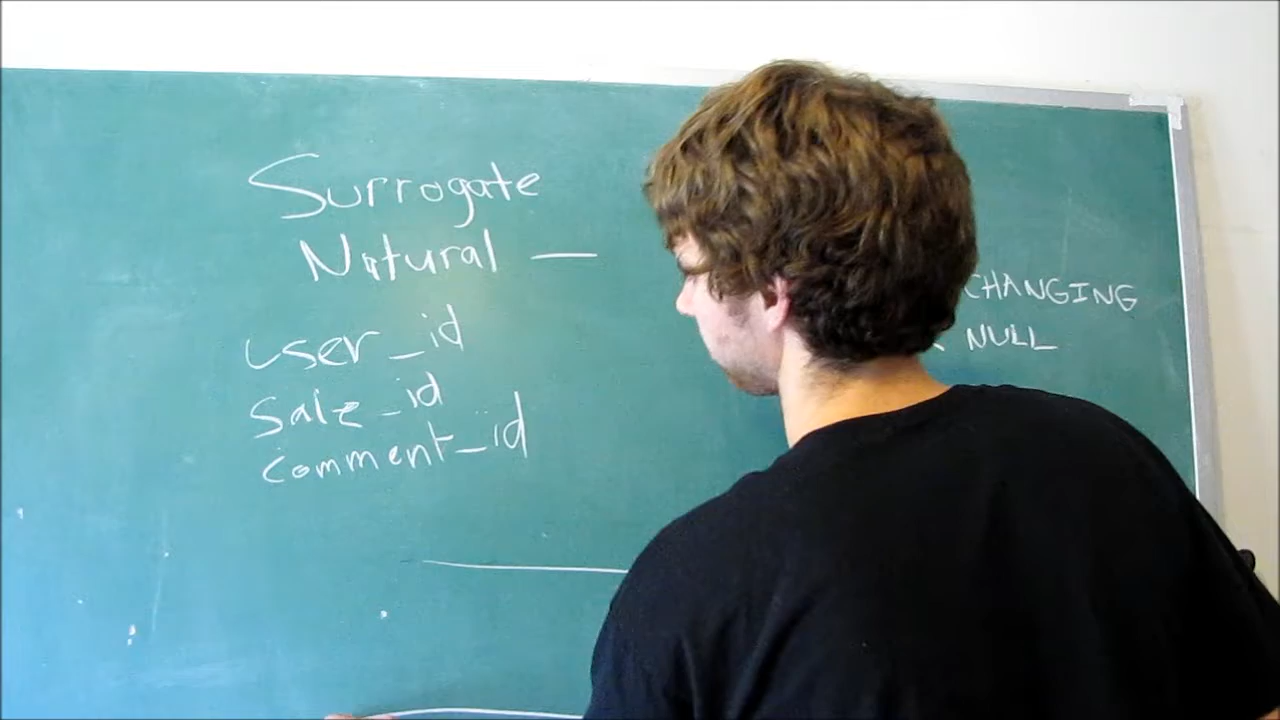 Surrogate
Natural —
user_id
sale_id
comment_id
CHANGING
NULL